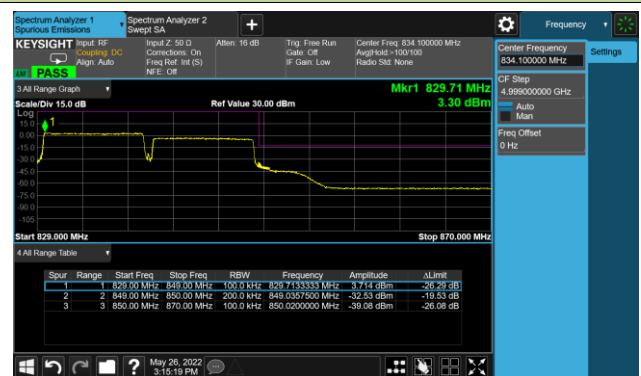 Spectrum Analyzer 1
Spurious Emissions
Spectrum Analyzer 2
Swept SA
+
Frequency
KEYSIGHT
Input: RF
Coupling: DC
Align: Auto
Input Z: 50 Ω
Corrections: On
Freq Ref: Int (S)
NFE: Off
Atten: 16 dB
Trig: Free Run
Gate: Off
IF Gain: Low
Center Freq: 834.100000 MHz
Avg|Hold:>100/100
Radio Std: None
PASS
Center Frequency
834.100000 MHz
Settings
CF Step
4.999000000 GHz
Auto
Man
Freq Offset
0 Hz
3 All Range Graph
Mkr1 829.71 MHz
Scale/Div 15.0 dB
Ref Value 30.00 dBm
3.30 dBm
Log
1
15.0
0.00
-15.0
-30.0
-45.0
-60.0
-75.0
-90.0
-105
Start 829.000 MHz
Stop 870.000 MHz
4 All Range Table
Spur Range Start Freq Stop Freq RBW Frequency Amplitude ΔLimit
1 1 829.00 MHz 849.00 MHz 100.0 kHz 829.7133333 MHz 3.714 dBm -26.29 dB
2 2 849.00 MHz 850.00 MHz 200.0 kHz 849.0357500 MHz -32.53 dBm -19.53 dB
3 3 850.00 MHz 870.00 MHz 100.0 kHz 850.0200000 MHz -39.08 dBm -26.08 dB
?
May 26, 2022
3:15:19 PM